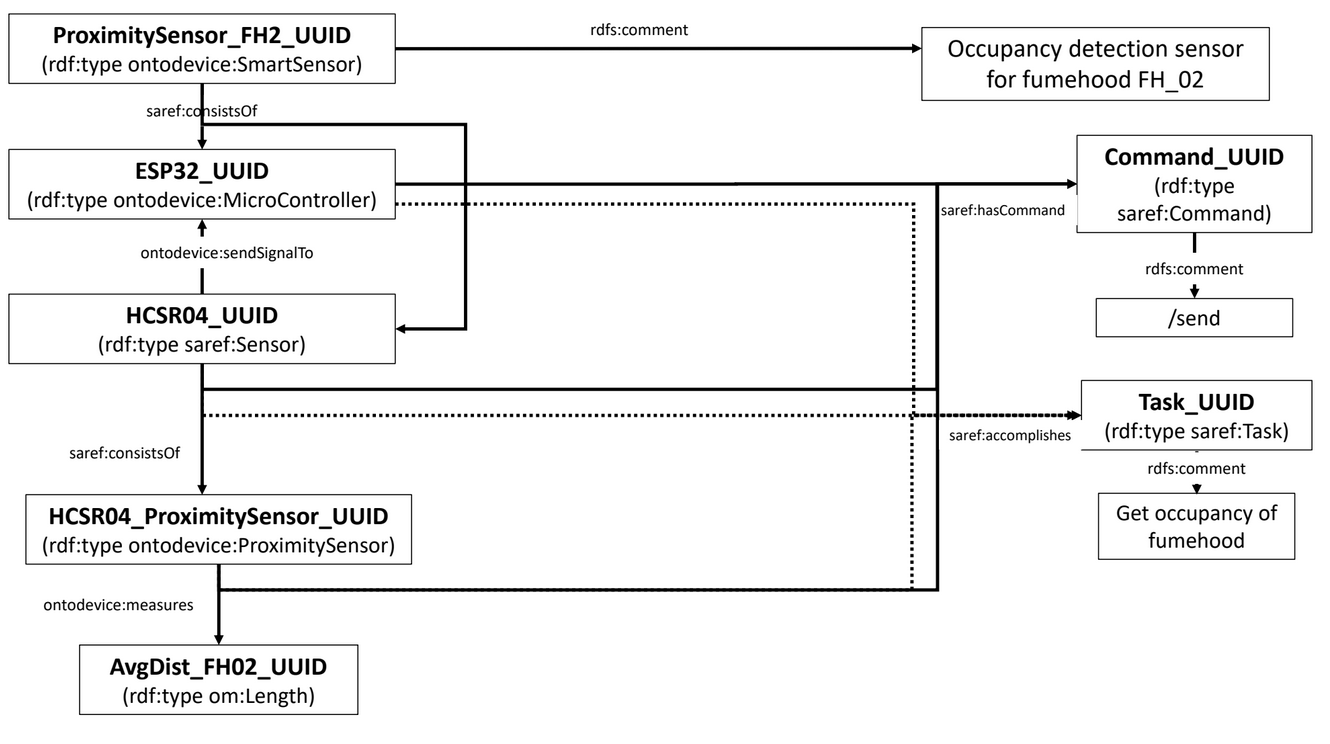 ProximitySensor_FH2_UUID
(rdf:type ontodevice:SmartSensor)
rdfs:comment
Occupancy detection sensor
for fumehood FH_02
saref:consistsOf
ESP32_UUID
(rdf:type ontodevice:MicroController)
Command_UUID
(rdf:type
saref:Command)
saref:hasCommand
ontodevice:sendSignalTo
rdfs:comment
/send
HCSR04_UUID
(rdf:type saref:Sensor)
Task_UUID
(rdf:type saref:Task)
saref:accomplishes
saref:consistsOf
rdfs:comment
Get occupancy of
fumehood
HCSR04_ProximitySensor_UUID
(rdf:type ontodevice:ProximitySensor)
ontodevice:measures
AvgDist_FH02_UUID
(rdf:type om:Length)